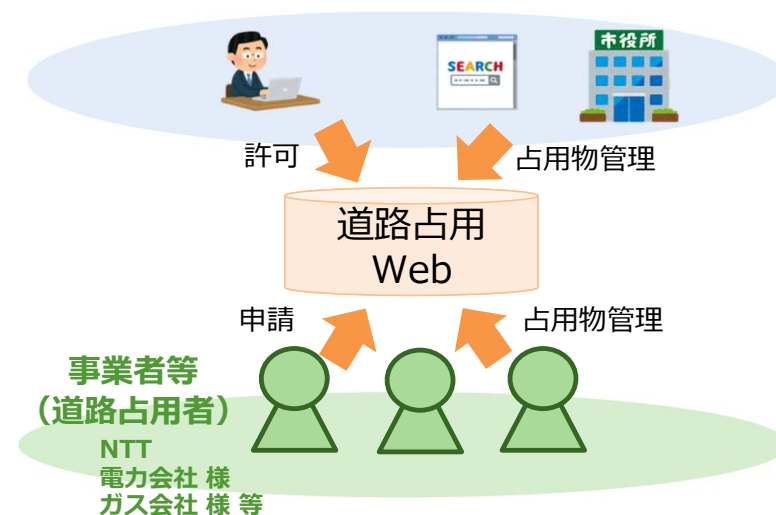 市役所
SEARCH
許可
占用物管理
道路占用
Web
申請
占用物管理
事業者等
（道路占用者）
NTT
電力会社 様
ガス会社 様 等